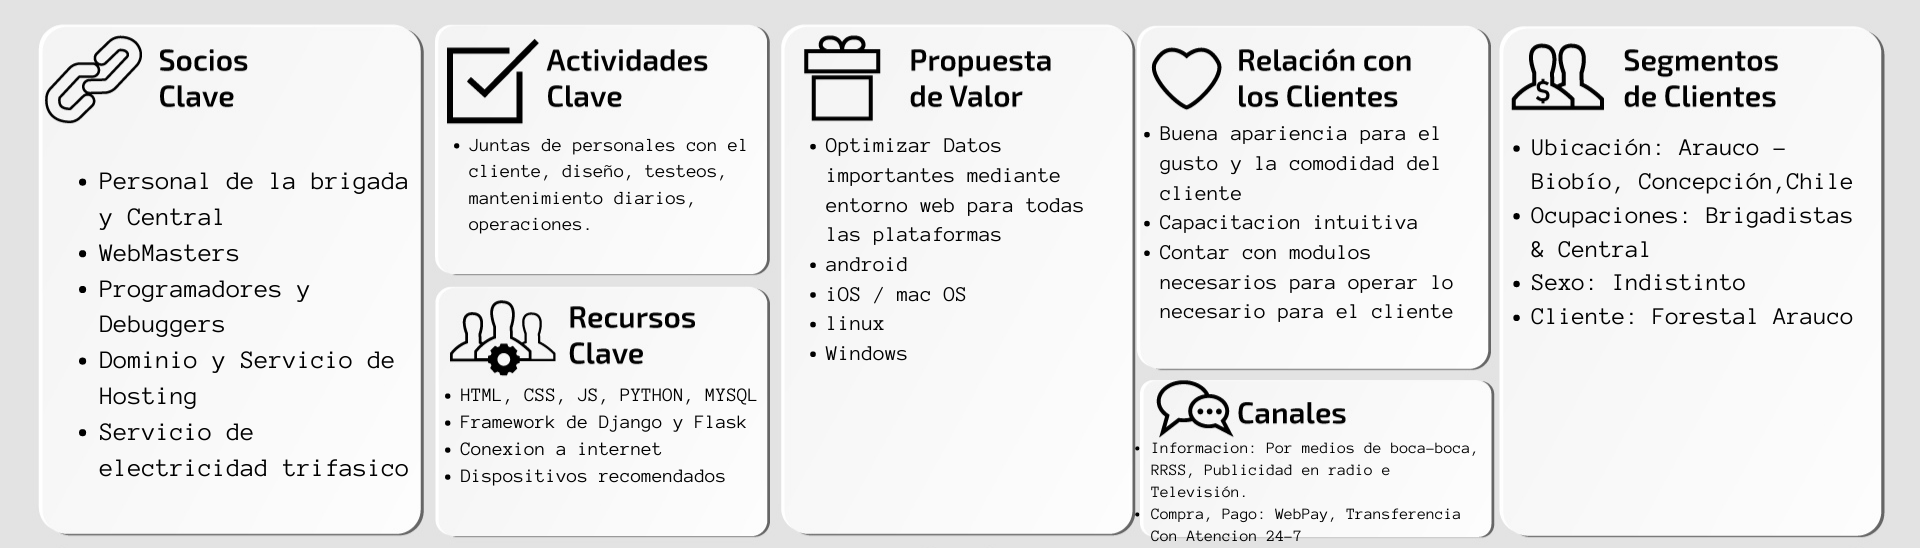 Socios
Clave
• Personal de la brigada
y Central
• WebMasters
• Programadores y
Debuggers
• Dominio y Servicio de
Hosting
• Servicio de
electricidad trifasico
Actividades
Clave
• Juntas de personales con el
cliente, diseño, testeos,
mantenimiento diarios,
operaciones.
Recursos
Clave
• HTML, CSS, JS, PYTHON, MYSQL
• Framework de Django y Flask
• Conexion a internet
• Dispositivos recomendados
Propuesta
de Valor
• Optimizar Datos
importantes mediante
entorno web para todas
las plataformas
• android
• iOS / mac OS
• linux
• Windows
Relación con
los Clientes
• Buena apariencia para el
gusto y la comodidad del
cliente
• Capacitacion intuitiva
• Contar con modulos
necesarios para operar lo
necesario para el cliente
Canales
• Informacion: Por medios de boca-boca,
RRSS, Publicidad en radio e
Televisión.
• Compra, Pago: WebPay, Transferencia
Con Atencion 24-7
Segmentos
de Clientes
$
• Ubicación: Arauco -
Biobío, Concepción,Chile
• Ocupaciones: Brigadistas
& Central
• Sexo: Indistinto
• Cliente: Forestal Arauco